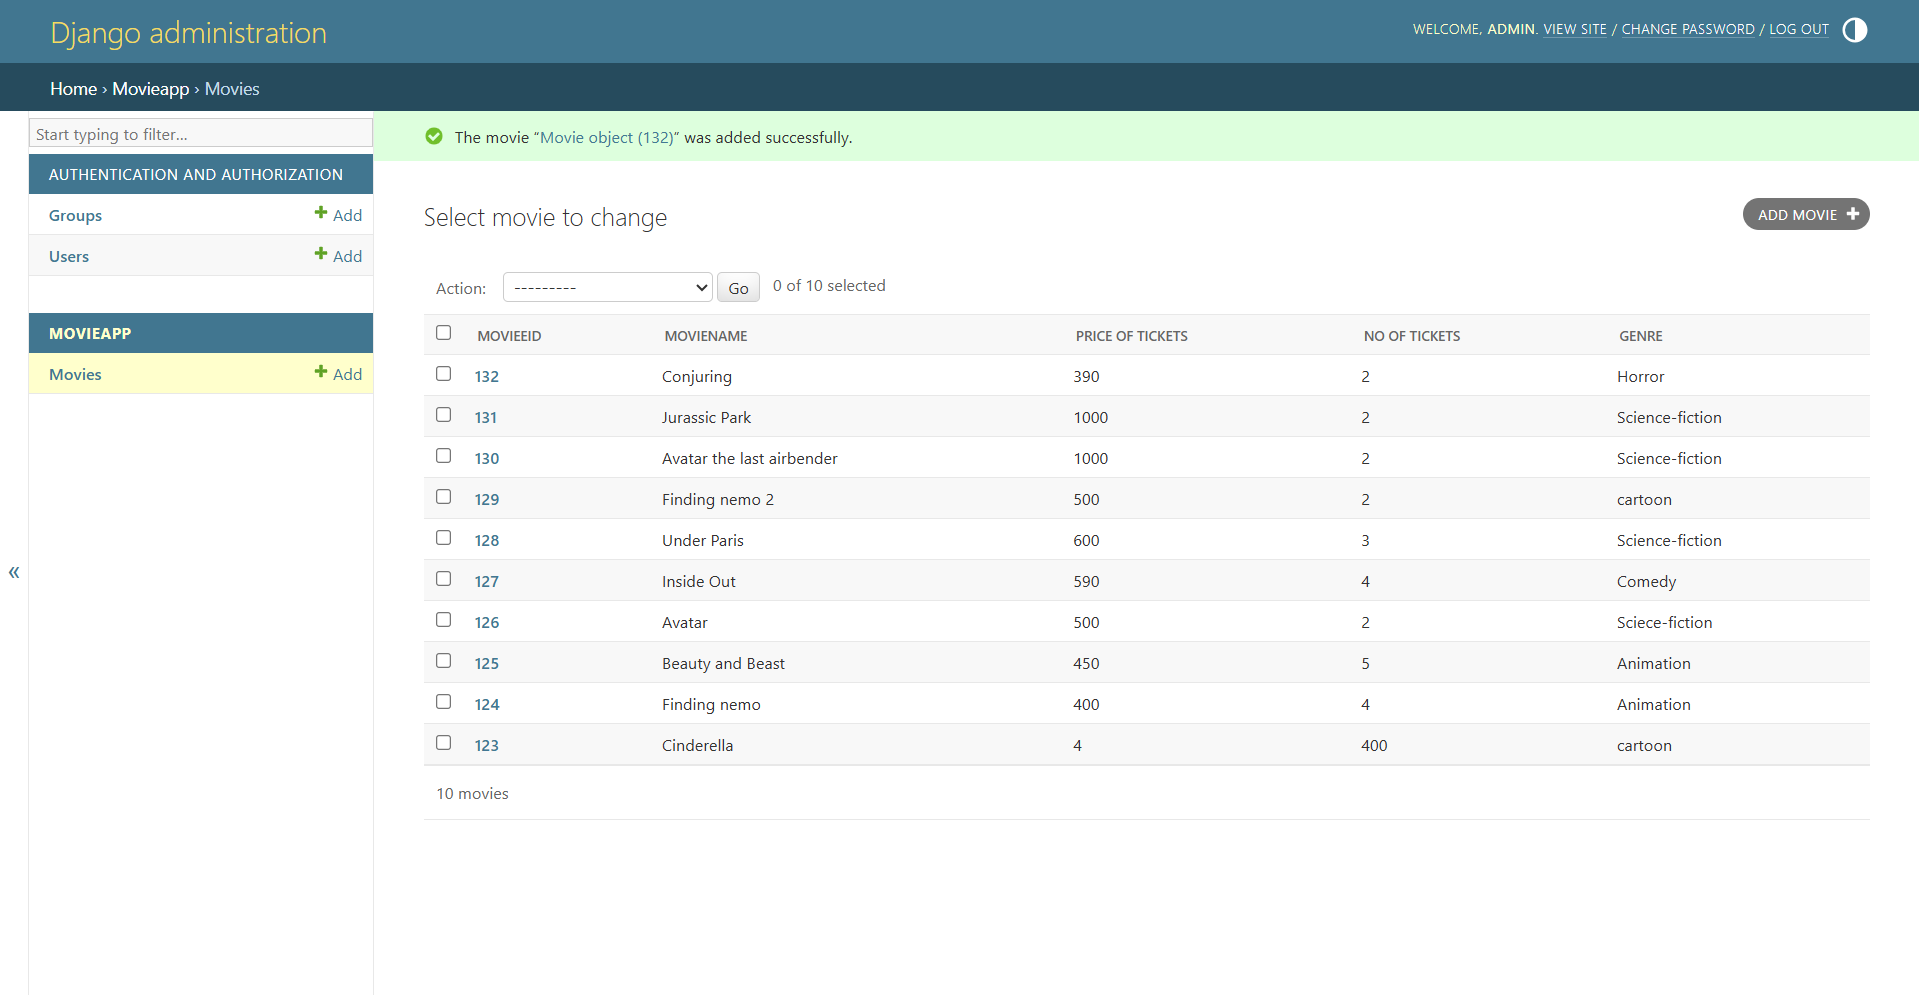 Django administration
WELCOME, ADMIN. VIEW SITE / CHANGE PASSWORD / LOG OUT
Home › Movieapp › Movies
Start typing to filter...
AUTHENTICATION AND AUTHORIZATION
Groups Add
Users Add
MOVIEAPP
Movies Add
«
The movie “Movie object (132)” was added successfully.
Select movie to change
ADD MOVIE
Action: --------- Go 0 of 10 selected
MOVIEEID MOVIENAME PRICE OF TICKETS NO OF TICKETS GENRE
132 Conjuring 390 2 Horror
131 Jurassic Park 1000 2 Science-fiction
130 Avatar the last airbender 1000 2 Science-fiction
129 Finding nemo 2 500 2 cartoon
128 Under Paris 600 3 Science-fiction
127 Inside Out 590 4 Comedy
126 Avatar 500 2 Sciece-fiction
125 Beauty and Beast 450 5 Animation
124 Finding nemo 400 4 Animation
123 Cinderella 4 400 cartoon
10 movies